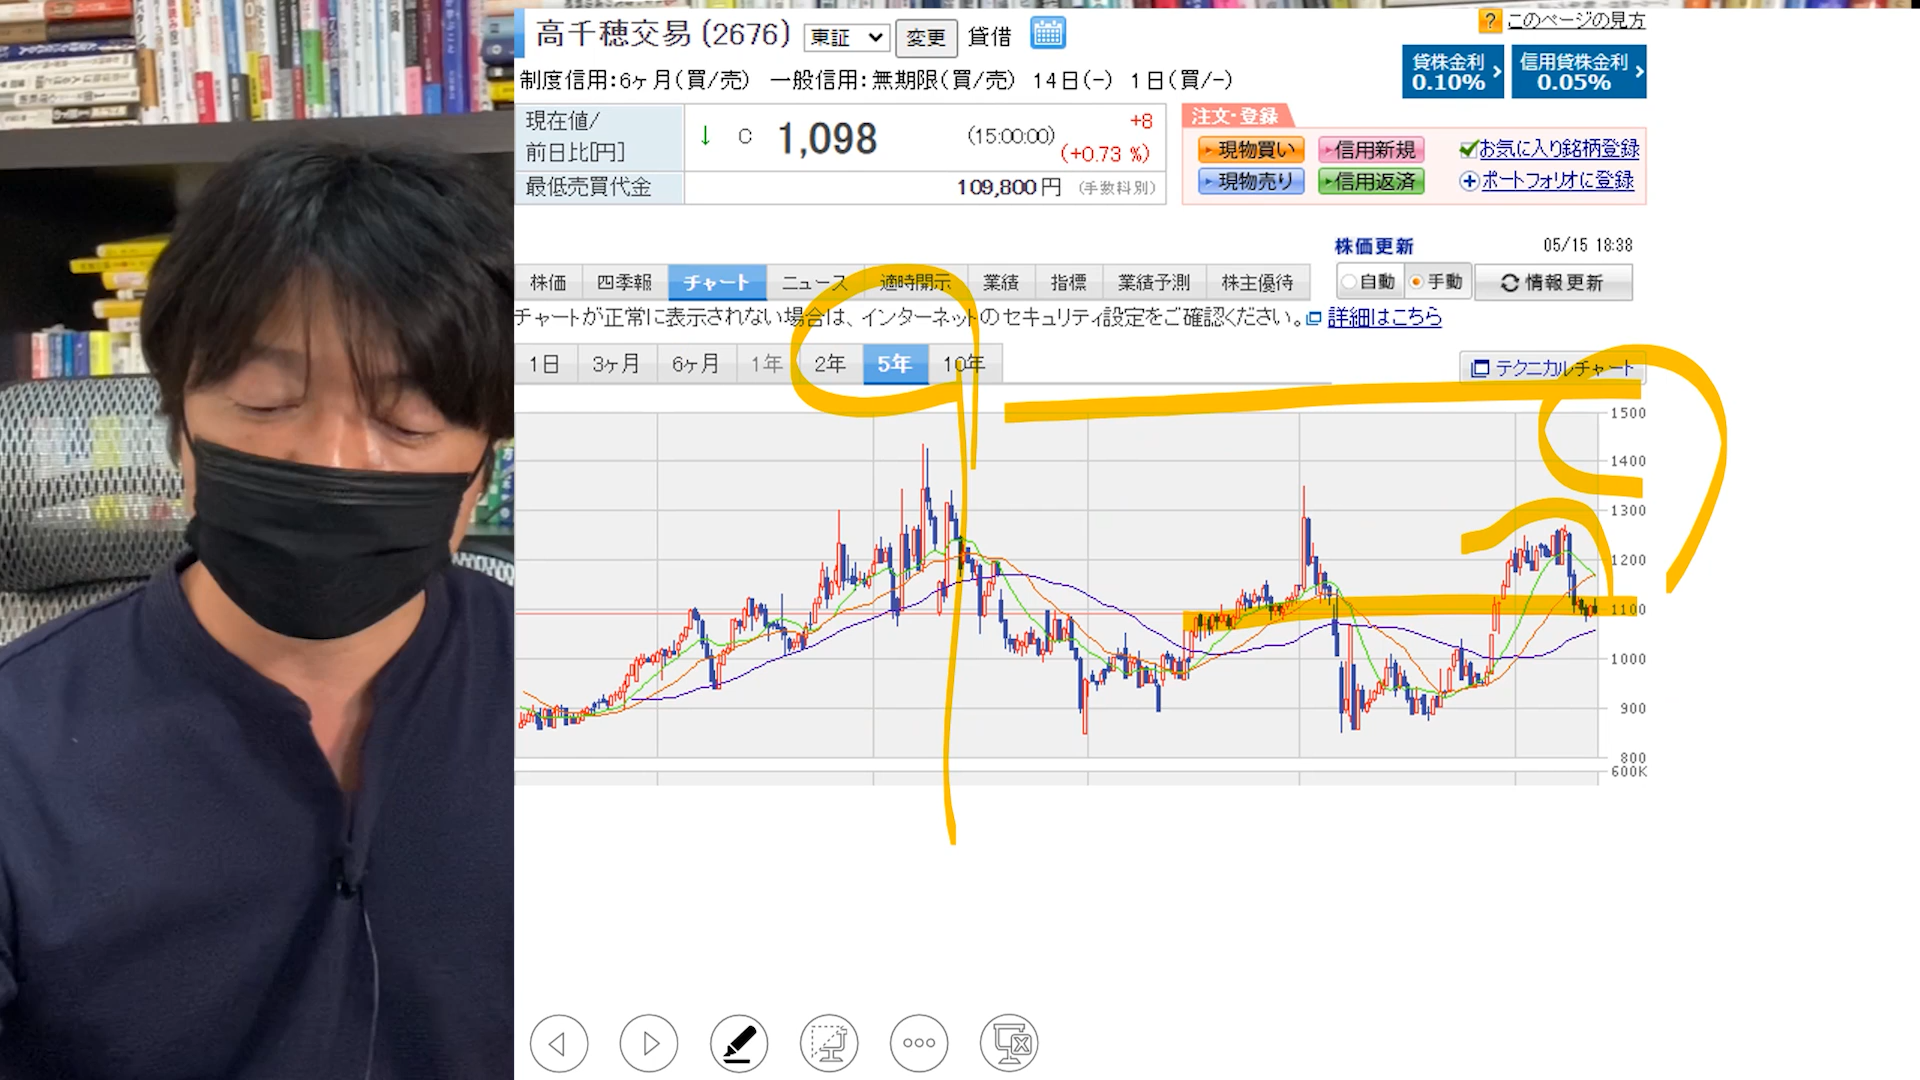 高千穂交易 (2676) 東証 変更 貸借
? このページの見方
貸株金利 0.10%
信用貸株金利 0.05%
制度信用:6ヶ月(買/売) 一般信用:無期限(買/売) 14日(-) 1日(買/-)
現在値/
前日比[円]
↓ C 1,098 (15:00:00) +8
(+0.73 %)
最低売買代金 109,800円 (手数料別)
注文・登録
現物買い 信用新規 お気に入り銘柄登録
現物売り 信用返済 ポートフォリオに登録
株価更新 05/15 18:38
自動 手動 情報更新
株価 四季報 チャート ニュース 適時開示 業績 指標 業績予測 株主優待
チャートが正常に表示されない場合は、インターネットのセキュリティ設定をご確認ください。 詳細はこちら
1日 3ヶ月 6ヶ月 1年 2年 5年 10年
テクニカルチャート
1500
1400
1300
1200
1100
1000
900
800
600K